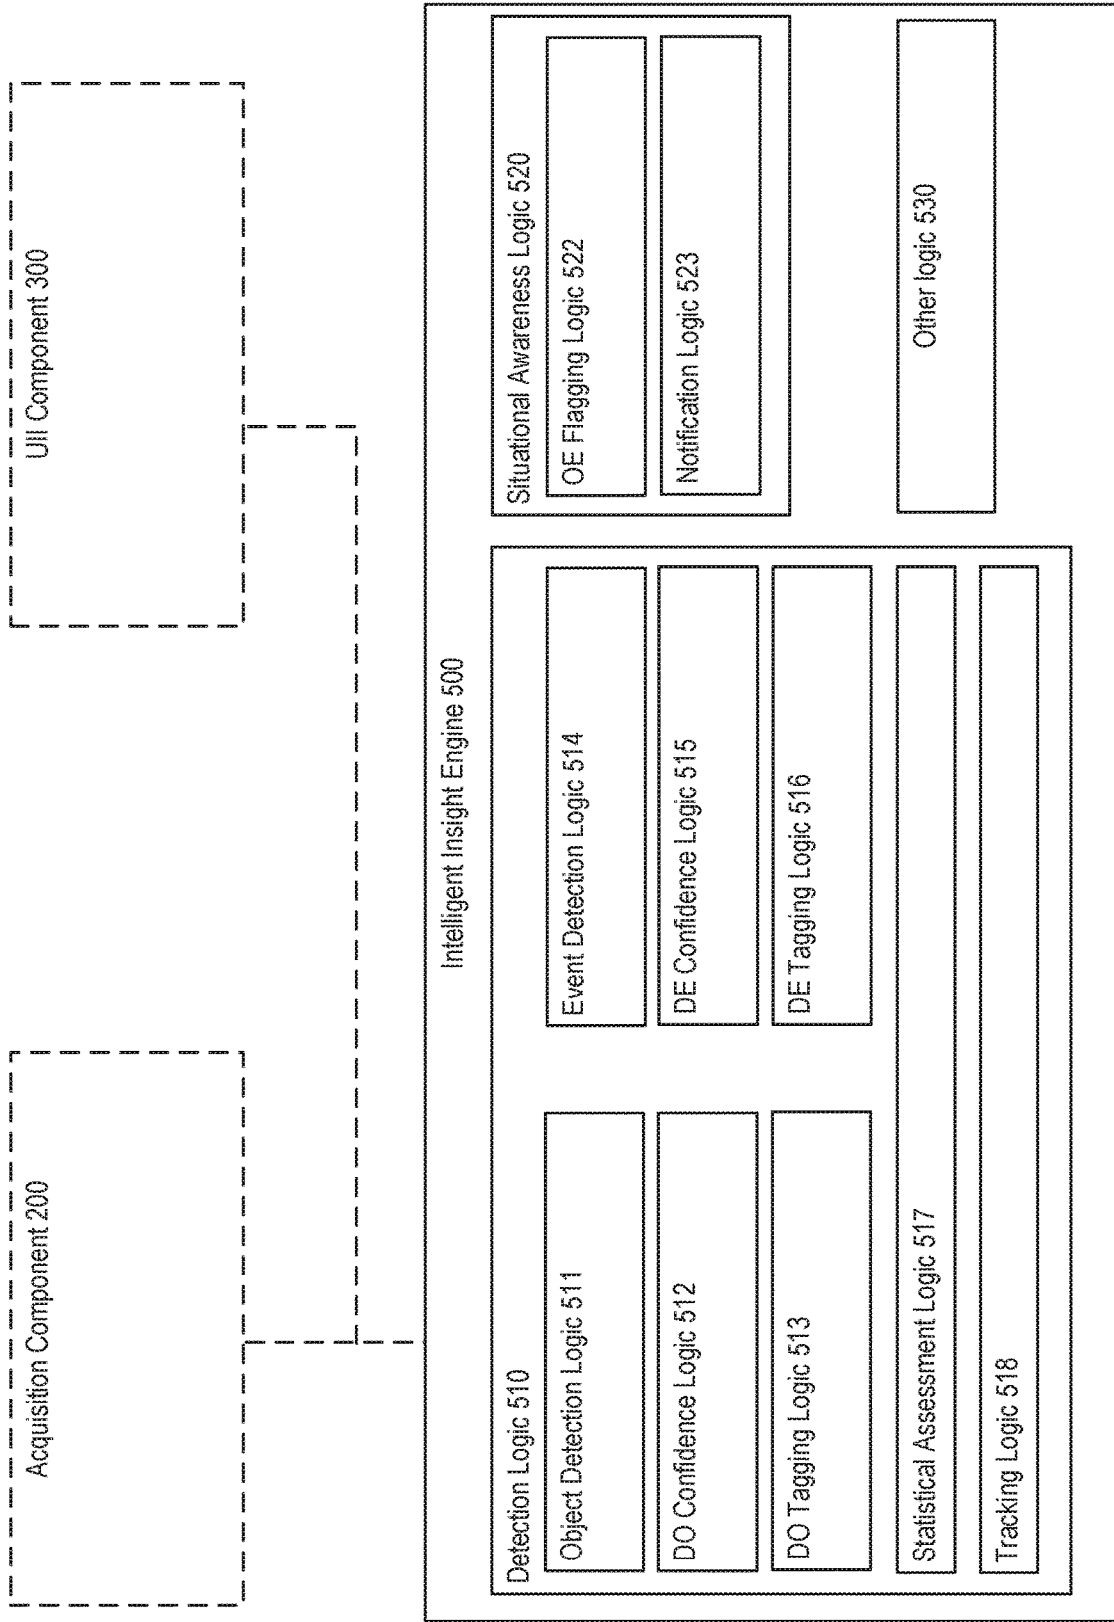 Acquisition Component 200
UII Component 300
Intelligent Insight Engine 500
Detection Logic 510
Object Detection Logic 511
DO Confidence Logic 512
DO Tagging Logic 513
Event Detection Logic 514
DE Confidence Logic 515
DE Tagging Logic 516
Statistical Assessment Logic 517
Tracking Logic 518
Situational Awareness Logic 520
OE Flagging Logic 522
Notification Logic 523
Other logic 530